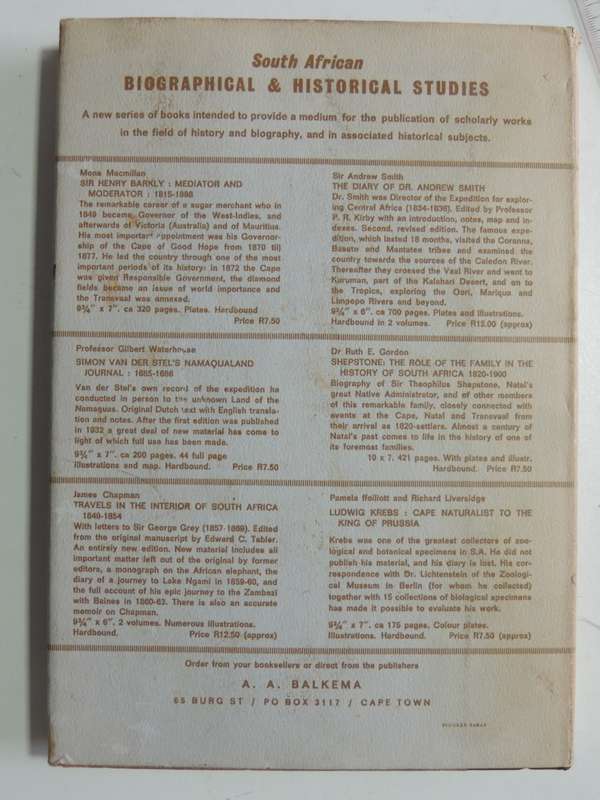 South African
BIOGRAPHICAL & HISTORICAL STUDIES
A new series of books intended to provide a medium for the publication of scholarly works
in the field of history and biography, and in associated historical subjects.
Mona Macmillan
SIR HENRY BARKLY : MEDIATOR AND
MODERATOR : 1815-1898
The remarkable career of a sugar merchant who in
1849 became Governor of the West-Indies, and
afterwards of Victoria (Australia) and of Mauritius.
His most important appointment was his Governor-
ship of the Cape of Good Hope from 1870 till
1877. He led the country through one of the most
important periods of its history: in 1872 the Cape
was given Responsible Government, the diamond
fields became an issue of world importance and
the Transvaal was annexed.
9¾" x 7". ca 320 pages. Plates. Hardbound
Price R7.50
Sir Andrew Smith
THE DIARY OF DR. ANDREW SMITH
Dr. Smith was Director of the Expedition for explor-
ing Central Africa (1834-1836). Edited by Professor
P. R. Kirby with an introduction, notes, map and in-
dexes. Second, revised edition. The famous expe-
dition, which lasted 18 months, visited the Coranna,
Basuto and Mantatee tribes and examined the
country towards the sources of the Caledon River.
Thereafter they crossed the Vaal River and went to
Kuruman, part of the Kalahari Desert, and on to
the Tropics, exploring the Oori, Mariqua and
Limpopo Rivers and beyond.
9¾" x 6". ca 700 pages. Plates and illustrations.
Hardbound in 2 volumes. Price R15.00 (approx)
Professor Gilbert Waterhouse
SIMON VAN DER STEL'S NAMAQUALAND
JOURNAL : 1685-1686
Van der Stel's own record of the expedition he
conducted in person to the unknown Land of the
Namaquas. Original Dutch text with English transla-
tion and notes. After the first edition was published
in 1932 a great deal of new material has come to
light of which full use has been made.
9¾" x 7". ca 200 pages. 44 full page
illustrations and map. Hardbound. Price R7.50
Dr Ruth E. Gordon
SHEPSTONE: THE ROLE OF THE FAMILY IN THE
HISTORY OF SOUTH AFRICA 1820-1900
Biography of Sir Theophilus Shepstone, Natal's
great Native Administrator, and of other members
of this remarkable family, closely connected with
events at the Cape, Natal and Transvaal from
their arrival as 1820-settlers. Almost a century of
Natal's past comes to life in the history of one of
its foremost families.
10 x 7. 421 pages. With plates and illustr.
Hardbound. Price R7.50
James Chapman
TRAVELS IN THE INTERIOR OF SOUTH AFRICA
1849-1854
With letters to Sir George Grey (1857-1869). Edited
from the original manuscript by Edward C. Tabler.
An entirely new edition. New material includes all
important matter left out of the original by former
editors, a monograph on the African elephant, the
diary of a journey to Lake Ngami in 1859-60, and
the full account of his epic journey to the Zambezi
with Baines in 1860-63. There is also an accurate
memoir on Chapman.
9¾" x 6". 2 volumes. Numerous illustrations.
Hardbound. Price R12.50 (approx)
Pamela Ffolliott and Richard Liversidge
LUDWIG KREBS : CAPE NATURALIST TO THE
KING OF PRUSSIA
Krebs was one of the greatest collectors of zoo-
logical and botanical specimens in S.A. He did not
publish his material, and his diary is lost. His cor-
respondence with Dr. Lichtenstein of the Zoologi-
cal Museum in Berlin (for whom he collected)
together with 15 collections of biological specimens
has made it possible to evaluate his work.
9¾" x 7". ca 176 pages. Colour plates.
Illustrations. Hardbound. Price R7.50 (approx)
Order from your booksellers or direct from the publishers
A. A. BALKEMA
65 BURG ST / PO BOX 3117 / CAPE TOWN